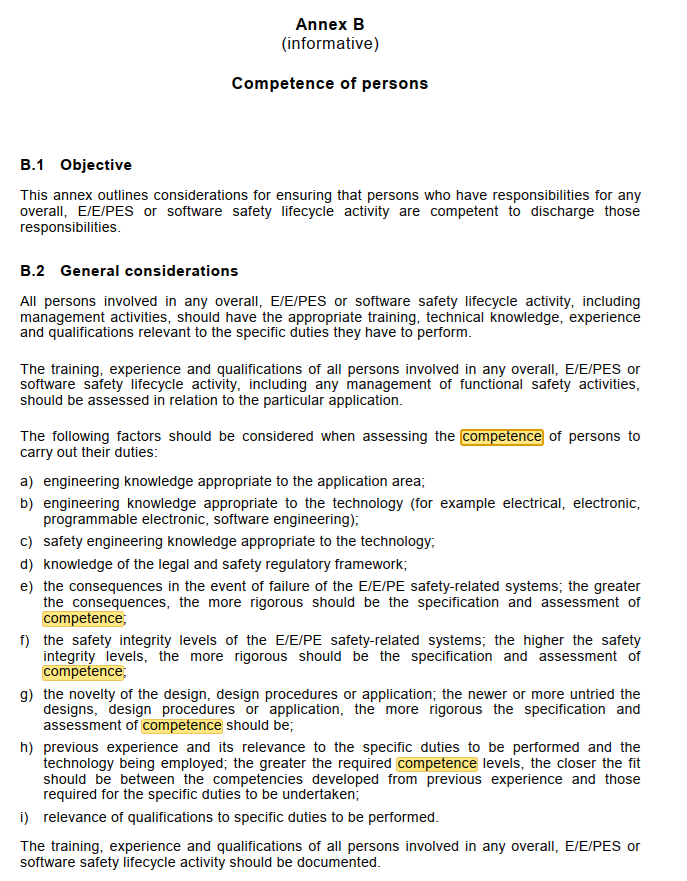 Annex B
(informative)
Competence of persons
B.1 Objective
This annex outlines considerations for ensuring that persons who have responsibilities for any
overall, E/E/PES or software safety lifecycle activity are competent to discharge those
responsibilities.
B.2 General considerations
All persons involved in any overall, E/E/PES or software safety lifecycle activity, including
management activities, should have the appropriate training, technical knowledge, experience
and qualifications relevant to the specific duties they have to perform.
The training, experience and qualifications of all persons involved in any overall, E/E/PES or
software safety lifecycle activity, including any management of functional safety activities,
should be assessed in relation to the particular application.
The following factors should be considered when assessing the competence of persons to
carry out their duties:
a) engineering knowledge appropriate to the application area;
b) engineering knowledge appropriate to the technology (for example electrical, electronic,
programmable electronic, software engineering);
c) safety engineering knowledge appropriate to the technology;
d) knowledge of the legal and safety regulatory framework;
e) the consequences in the event of failure of the E/E/PE safety-related systems; the greater
the consequences, the more rigorous should be the specification and assessment of
competence;
f) the safety integrity levels of the E/E/PE safety-related systems; the higher the safety
integrity levels, the more rigorous should be the specification and assessment of
competence;
g) the novelty of the design, design procedures or application; the newer or more untried the
designs, design procedures or application, the more rigorous the specification and
assessment of competence should be;
h) previous experience and its relevance to the specific duties to be performed and the
technology being employed; the greater the required competence levels, the closer the fit
should be between the competencies developed from previous experience and those
required for the specific duties to be undertaken;
i) relevance of qualifications to specific duties to be performed.
The training, experience and qualifications of all persons involved in any overall, E/E/PES or
software safety lifecycle activity should be documented.